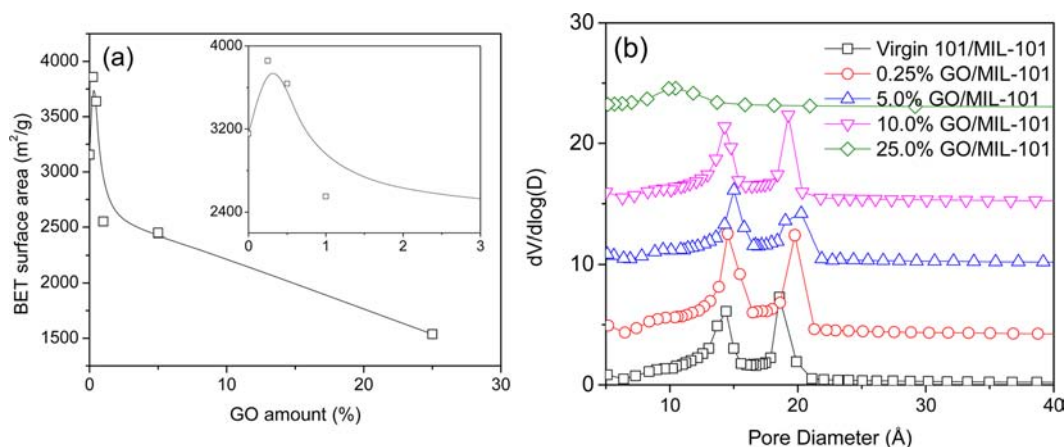 (a)
4000
3500
3000
2500
2000
1500
BET surface area (m²/g)
0
10
20
30
GO amount (%)
4000
3200
2400
0
1
2
3
(b)
30
20
10
0
dV/dlog(D)
10
20
30
40
Pore Diameter (Å)
Virgin 101/MIL-101
0.25% GO/MIL-101
5.0% GO/MIL-101
10.0% GO/MIL-101
25.0% GO/MIL-101